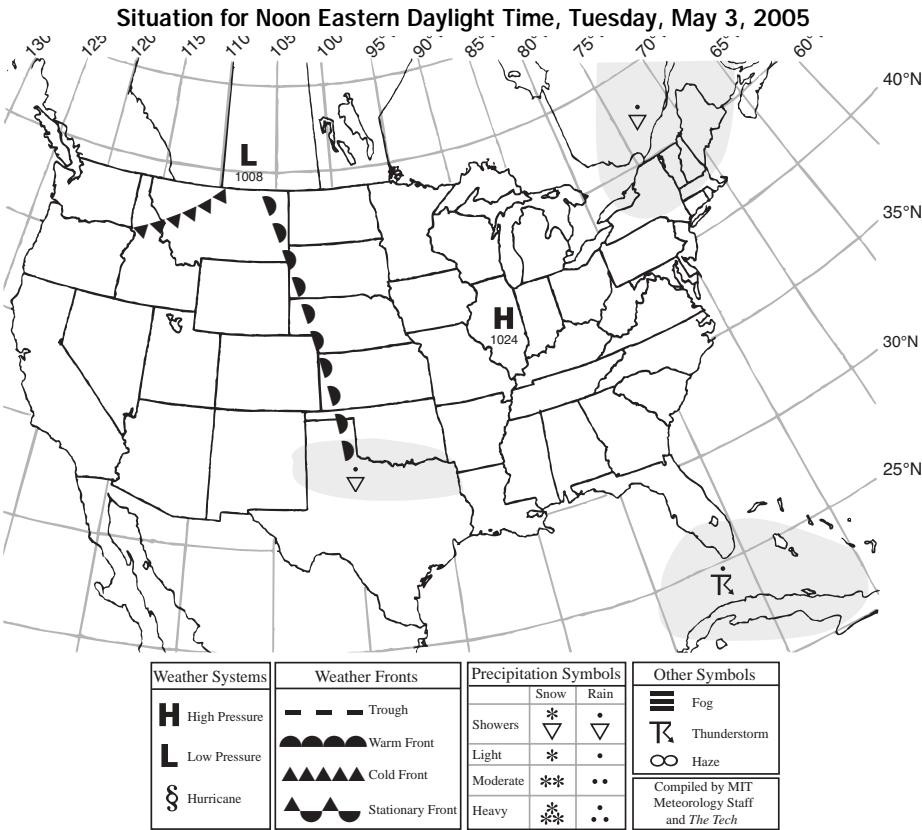 Situation for Noon Eastern Daylight Time, Tuesday, May 3, 2005
130° 125° 120° 115° 110° 105° 100° 95°W 90°W 85°W 80°W 75°W 70°W 65°W 60°W
40°N
L
1008
35°N
H
1024
30°N
25°N
Weather Systems
H High Pressure
L Low Pressure
§ Hurricane
Weather Fronts
Trough
Warm Front
Cold Front
Stationary Front
Precipitation Symbols
Snow Rain
Showers
Light
Moderate
Heavy
Other Symbols
Fog
Thunderstorm
Haze
Compiled by MIT
Meteorology Staff
and The Tech